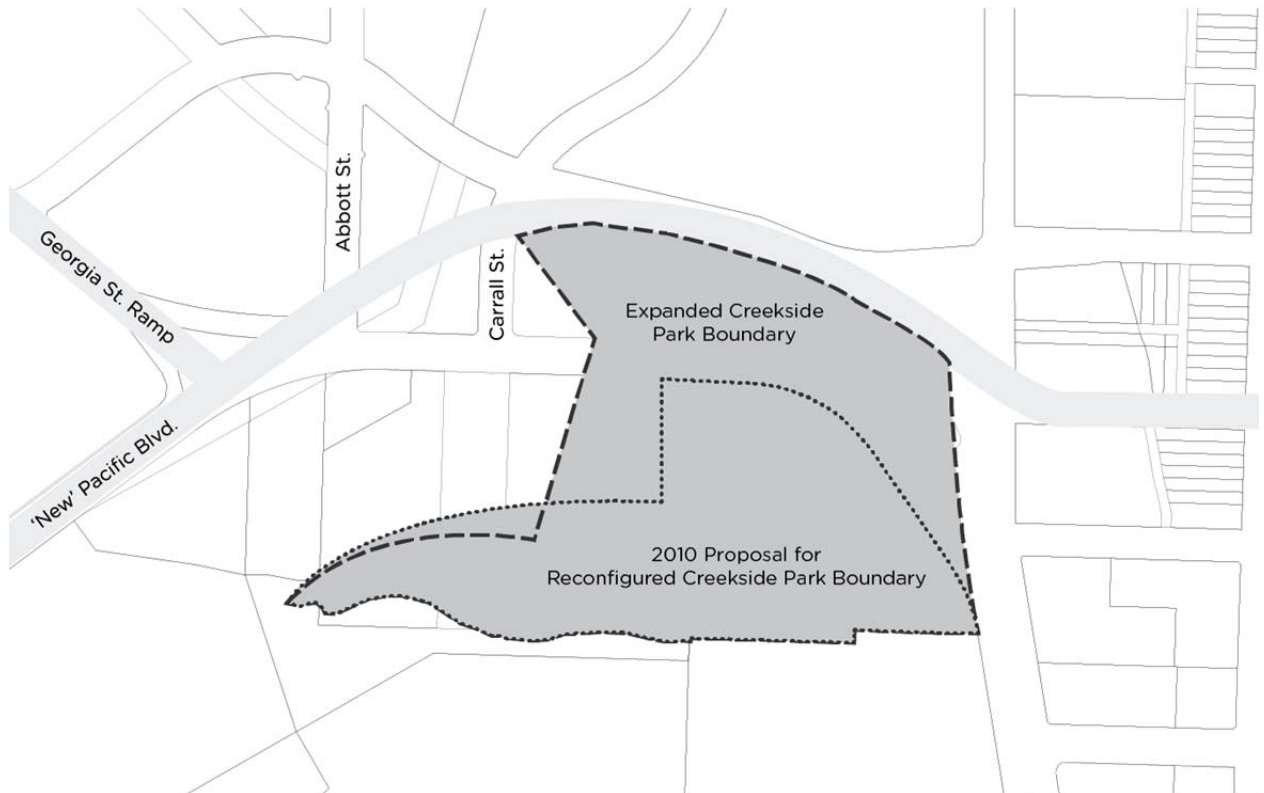 Abbott St.
Georgia St. Ramp
Carrall St.
Expanded Creekside
Park Boundary
'New' Pacific Blvd.
2010 Proposal for
Reconfigured Creekside Park Boundary